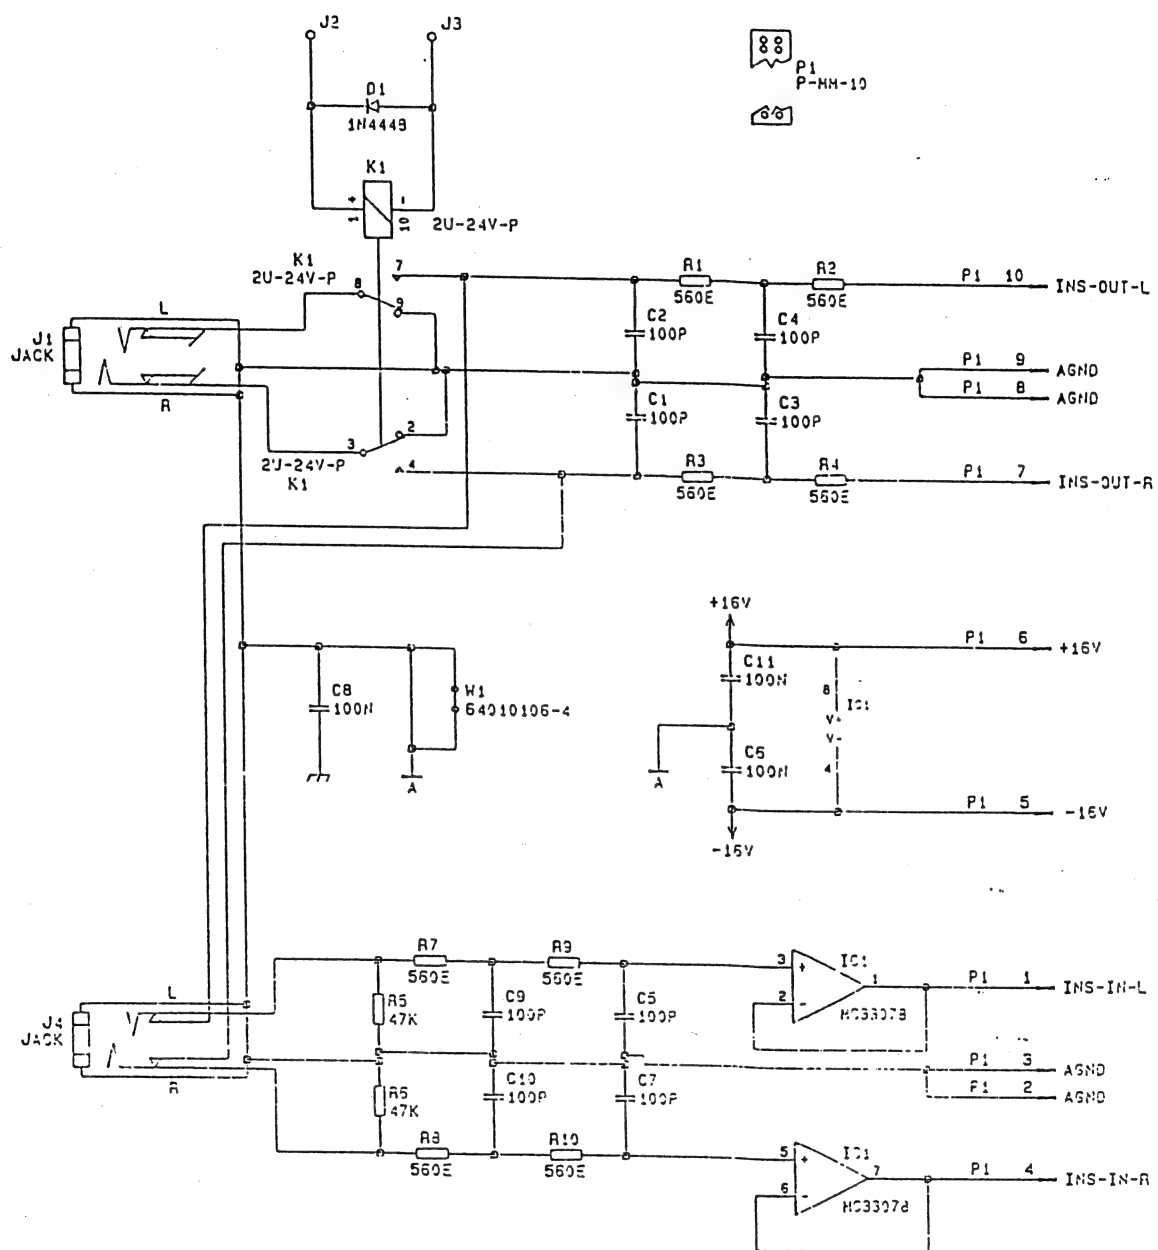 J2
J3
P1
P-HM-10
D1
1N4448
K1
+
-
1
10
2U-24V-P
K1
2U-24V-P
7
8
9
R1
560E
R2
560E
P1 10 INS-OUT-L
L
J1
JACK
C2
100P
C4
100P
P1 9 AGND
P1 8 AGND
R
C1
100P
C3
100P
2
3
2U-24V-P
K1
4
R3
560E
R4
560E
P1 7 INS-OUT-R
+16V
P1 6 +16V
C11
100N
C8
100N
W1
64010106-4
8
IC1
V+
V-
4
C6
100N
A
A
P1 5 -16V
-16V
R7
560E
R9
560E
3
+
IC1
1
P1 1 INS-IN-L
2
-
MC33078
L
J4
JACK
R5
47K
C9
100P
C5
100P
P1 3 AGND
R
R6
47K
C10
100P
C7
100P
P1 2 AGND
R8
560E
R10
560E
5
+
IC1
7
P1 4 INS-IN-R
6
-
MC33078